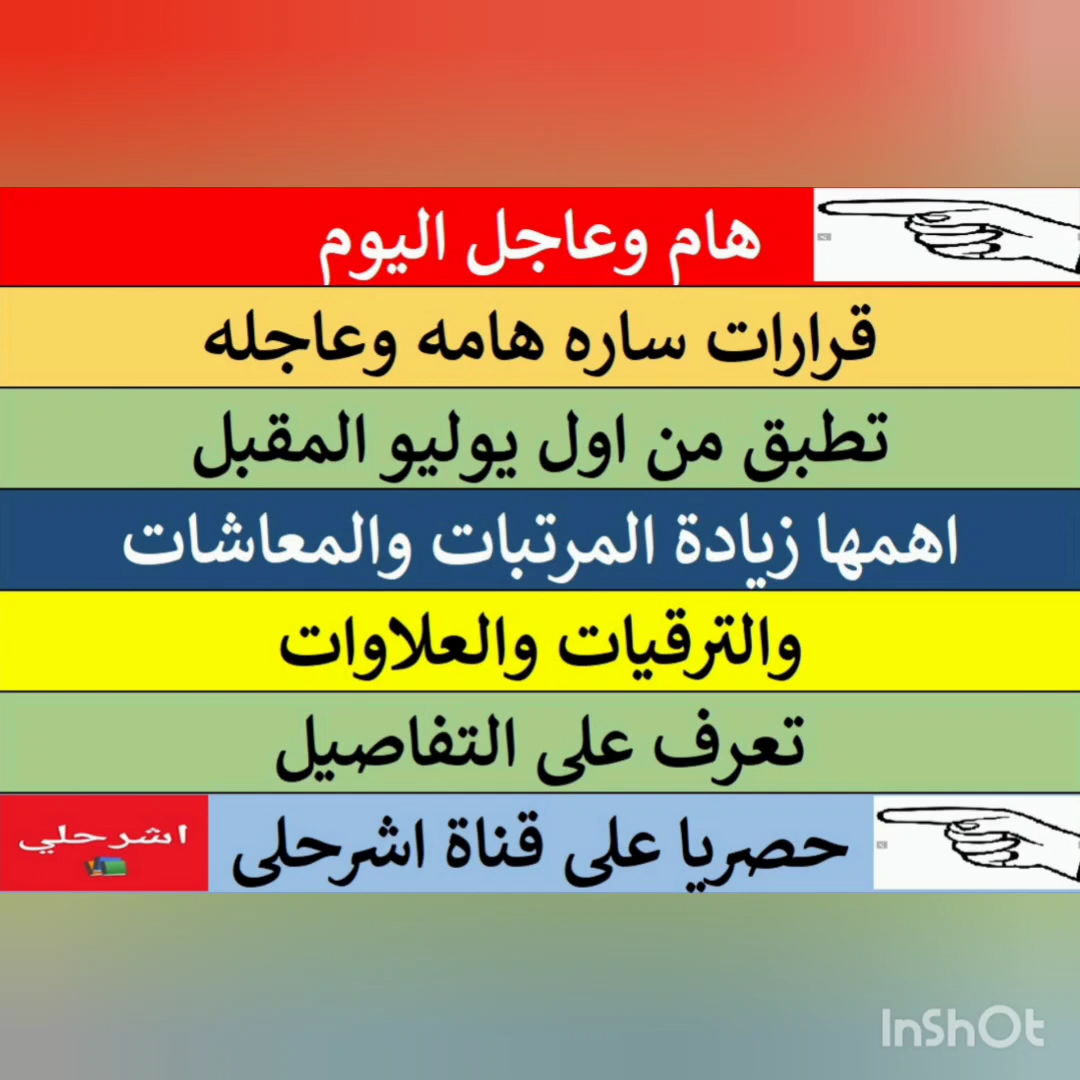 هام وعاجل اليوم
قرارات ساره هامه وعاجله
تطبق من اول يوليو المقبل
اهمها زيادة المرتبات والمعاشات
والترقيات والعلاوات
تعرف على التفاصيل
حصريا على قناة اشرحلى
اشرحلي
InShOt